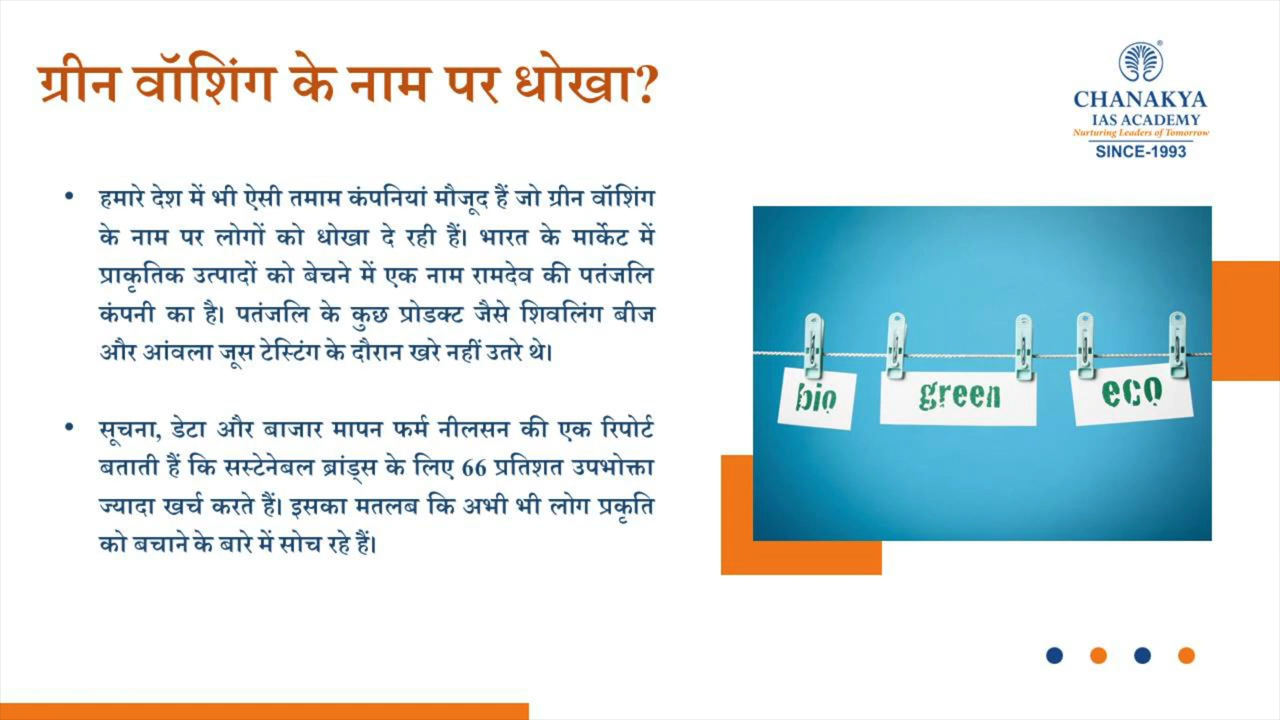 ग्रीन वॉशिंग के नाम पर धोखा?
CHANAKYA
IAS ACADEMY
Nurturing Leaders of Tomorrow
SINCE-1993
• हमारे देश में भी ऐसी तमाम कंपनियां मौजूद हैं जो ग्रीन वॉशिंग
के नाम पर लोगों को धोखा दे रही हैं। भारत के मार्केट में
प्राकृतिक उत्पादों को बेचने में एक नाम रामदेव की पतंजलि
कंपनी का है। पतंजलि के कुछ प्रोडक्ट जैसे शिवलिंग बीज
और आंवला जूस टेस्टिंग के दौरान खरे नहीं उतरे थे।
• सूचना, डेटा और बाजार मापन फर्म नीलसन की एक रिपोर्ट
बताती हैं कि सस्टेनेबल ब्रांड्स के लिए 66 प्रतिशत उपभोक्ता
ज्यादा खर्च करते हैं। इसका मतलब कि अभी भी लोग प्रकृति
को बचाने के बारे में सोच रहे हैं।
bio
green
eco